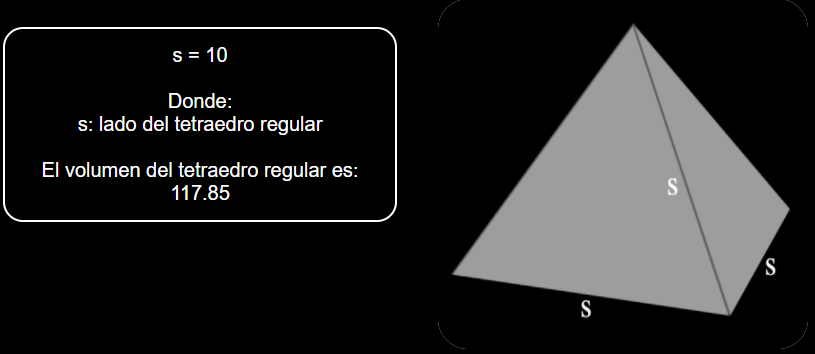 s = 10
Donde:
s: lado del tetraedro regular
El volumen del tetraedro regular es:
117.85
S
S
S